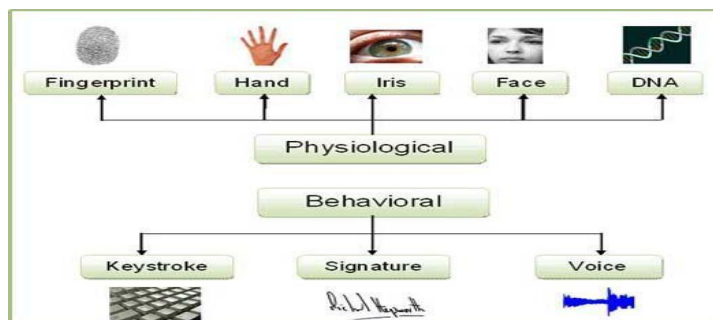 Fingerprint Hand Iris Face DNA
Physiological
Behavioral
Keystroke Signature Voice